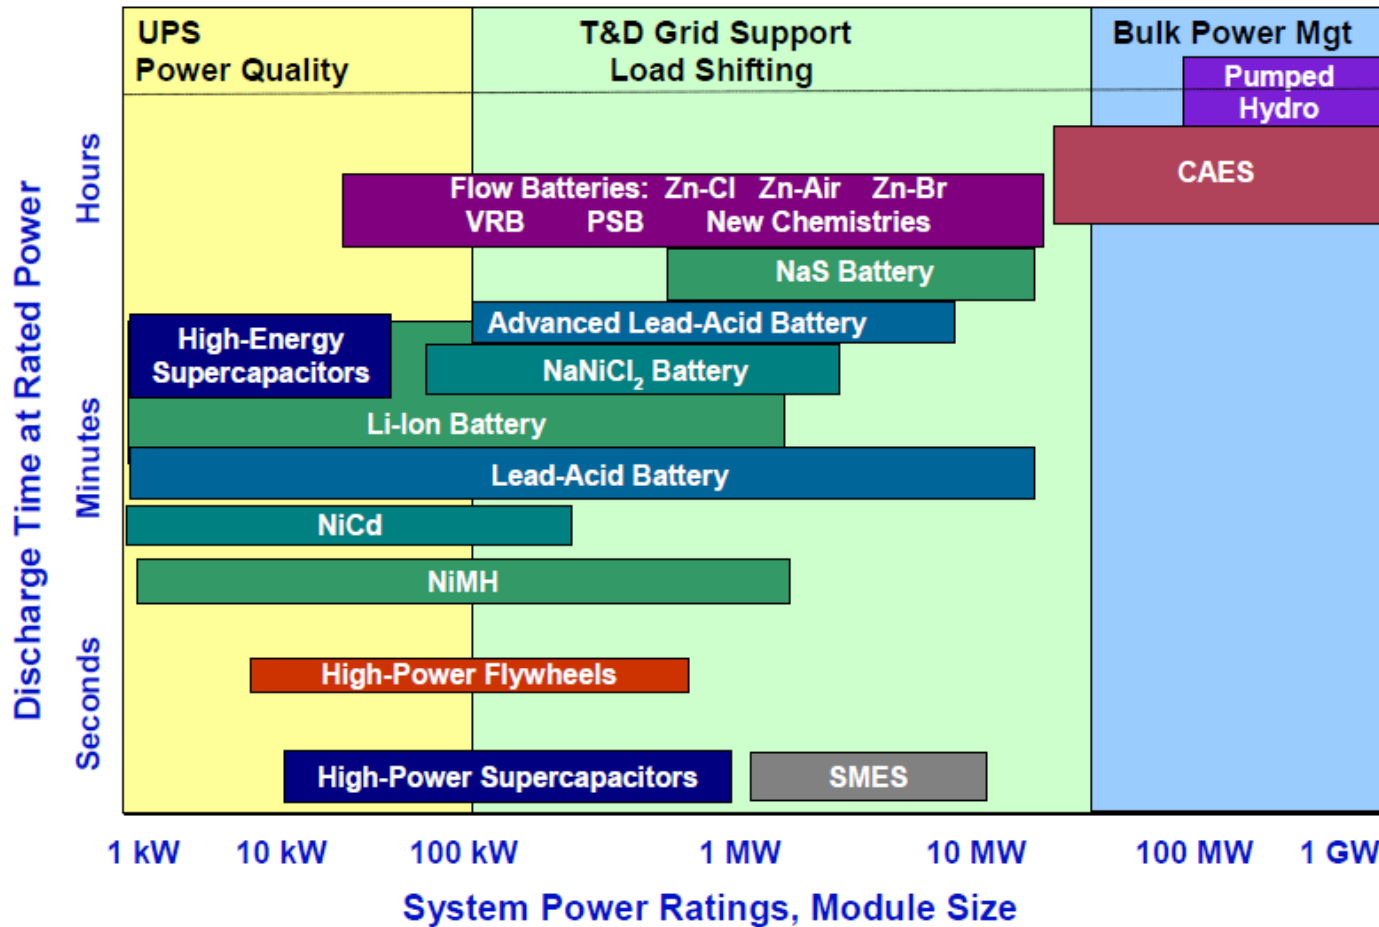 UPS
Power Quality
T&D Grid Support
Load Shifting
Bulk Power Mgt
Pumped
Hydro
CAES
Flow Batteries: Zn-Cl Zn-Air Zn-Br
VRB PSB New Chemistries
NaS Battery
Advanced Lead-Acid Battery
High-Energy
Supercapacitors
NaNiCl₂ Battery
Li-Ion Battery
Lead-Acid Battery
NiCd
NiMH
High-Power Flywheels
High-Power Supercapacitors
SMES
Discharge Time at Rated Power
Hours
Minutes
Seconds
1 kW 10 kW 100 kW 1 MW 10 MW 100 MW 1 GW
System Power Ratings, Module Size